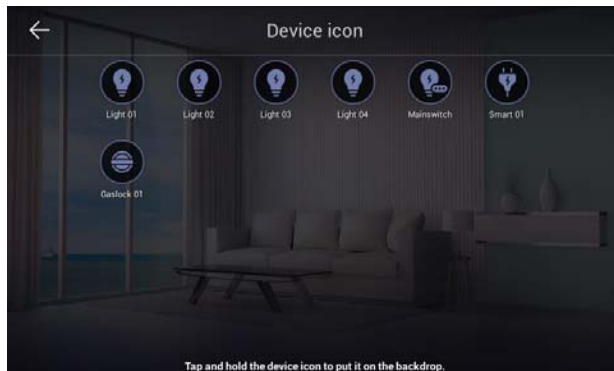 Device icon
Light 01 Light 02 Light 03 Light 04 Mainswitch Smart 01
Gaslock 01
Tap and hold the device icon to put it on the backdrop.